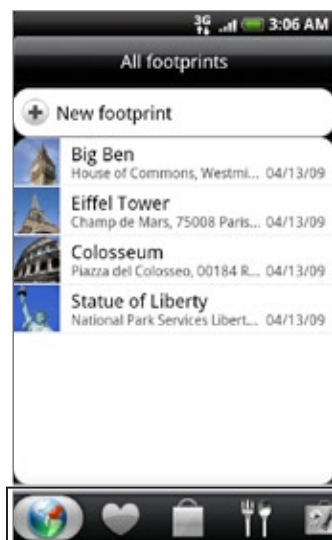 3G 3:06 AM
All footprints
New footprint
Big Ben
House of Commons, Westmi... 04/13/09
Eiffel Tower
Champ de Mars, 75008 Paris... 04/13/09
Colosseum
Piazza del Colosseo, 00184 R... 04/13/09
Statue of Liberty
National Park Services Libert... 04/13/09